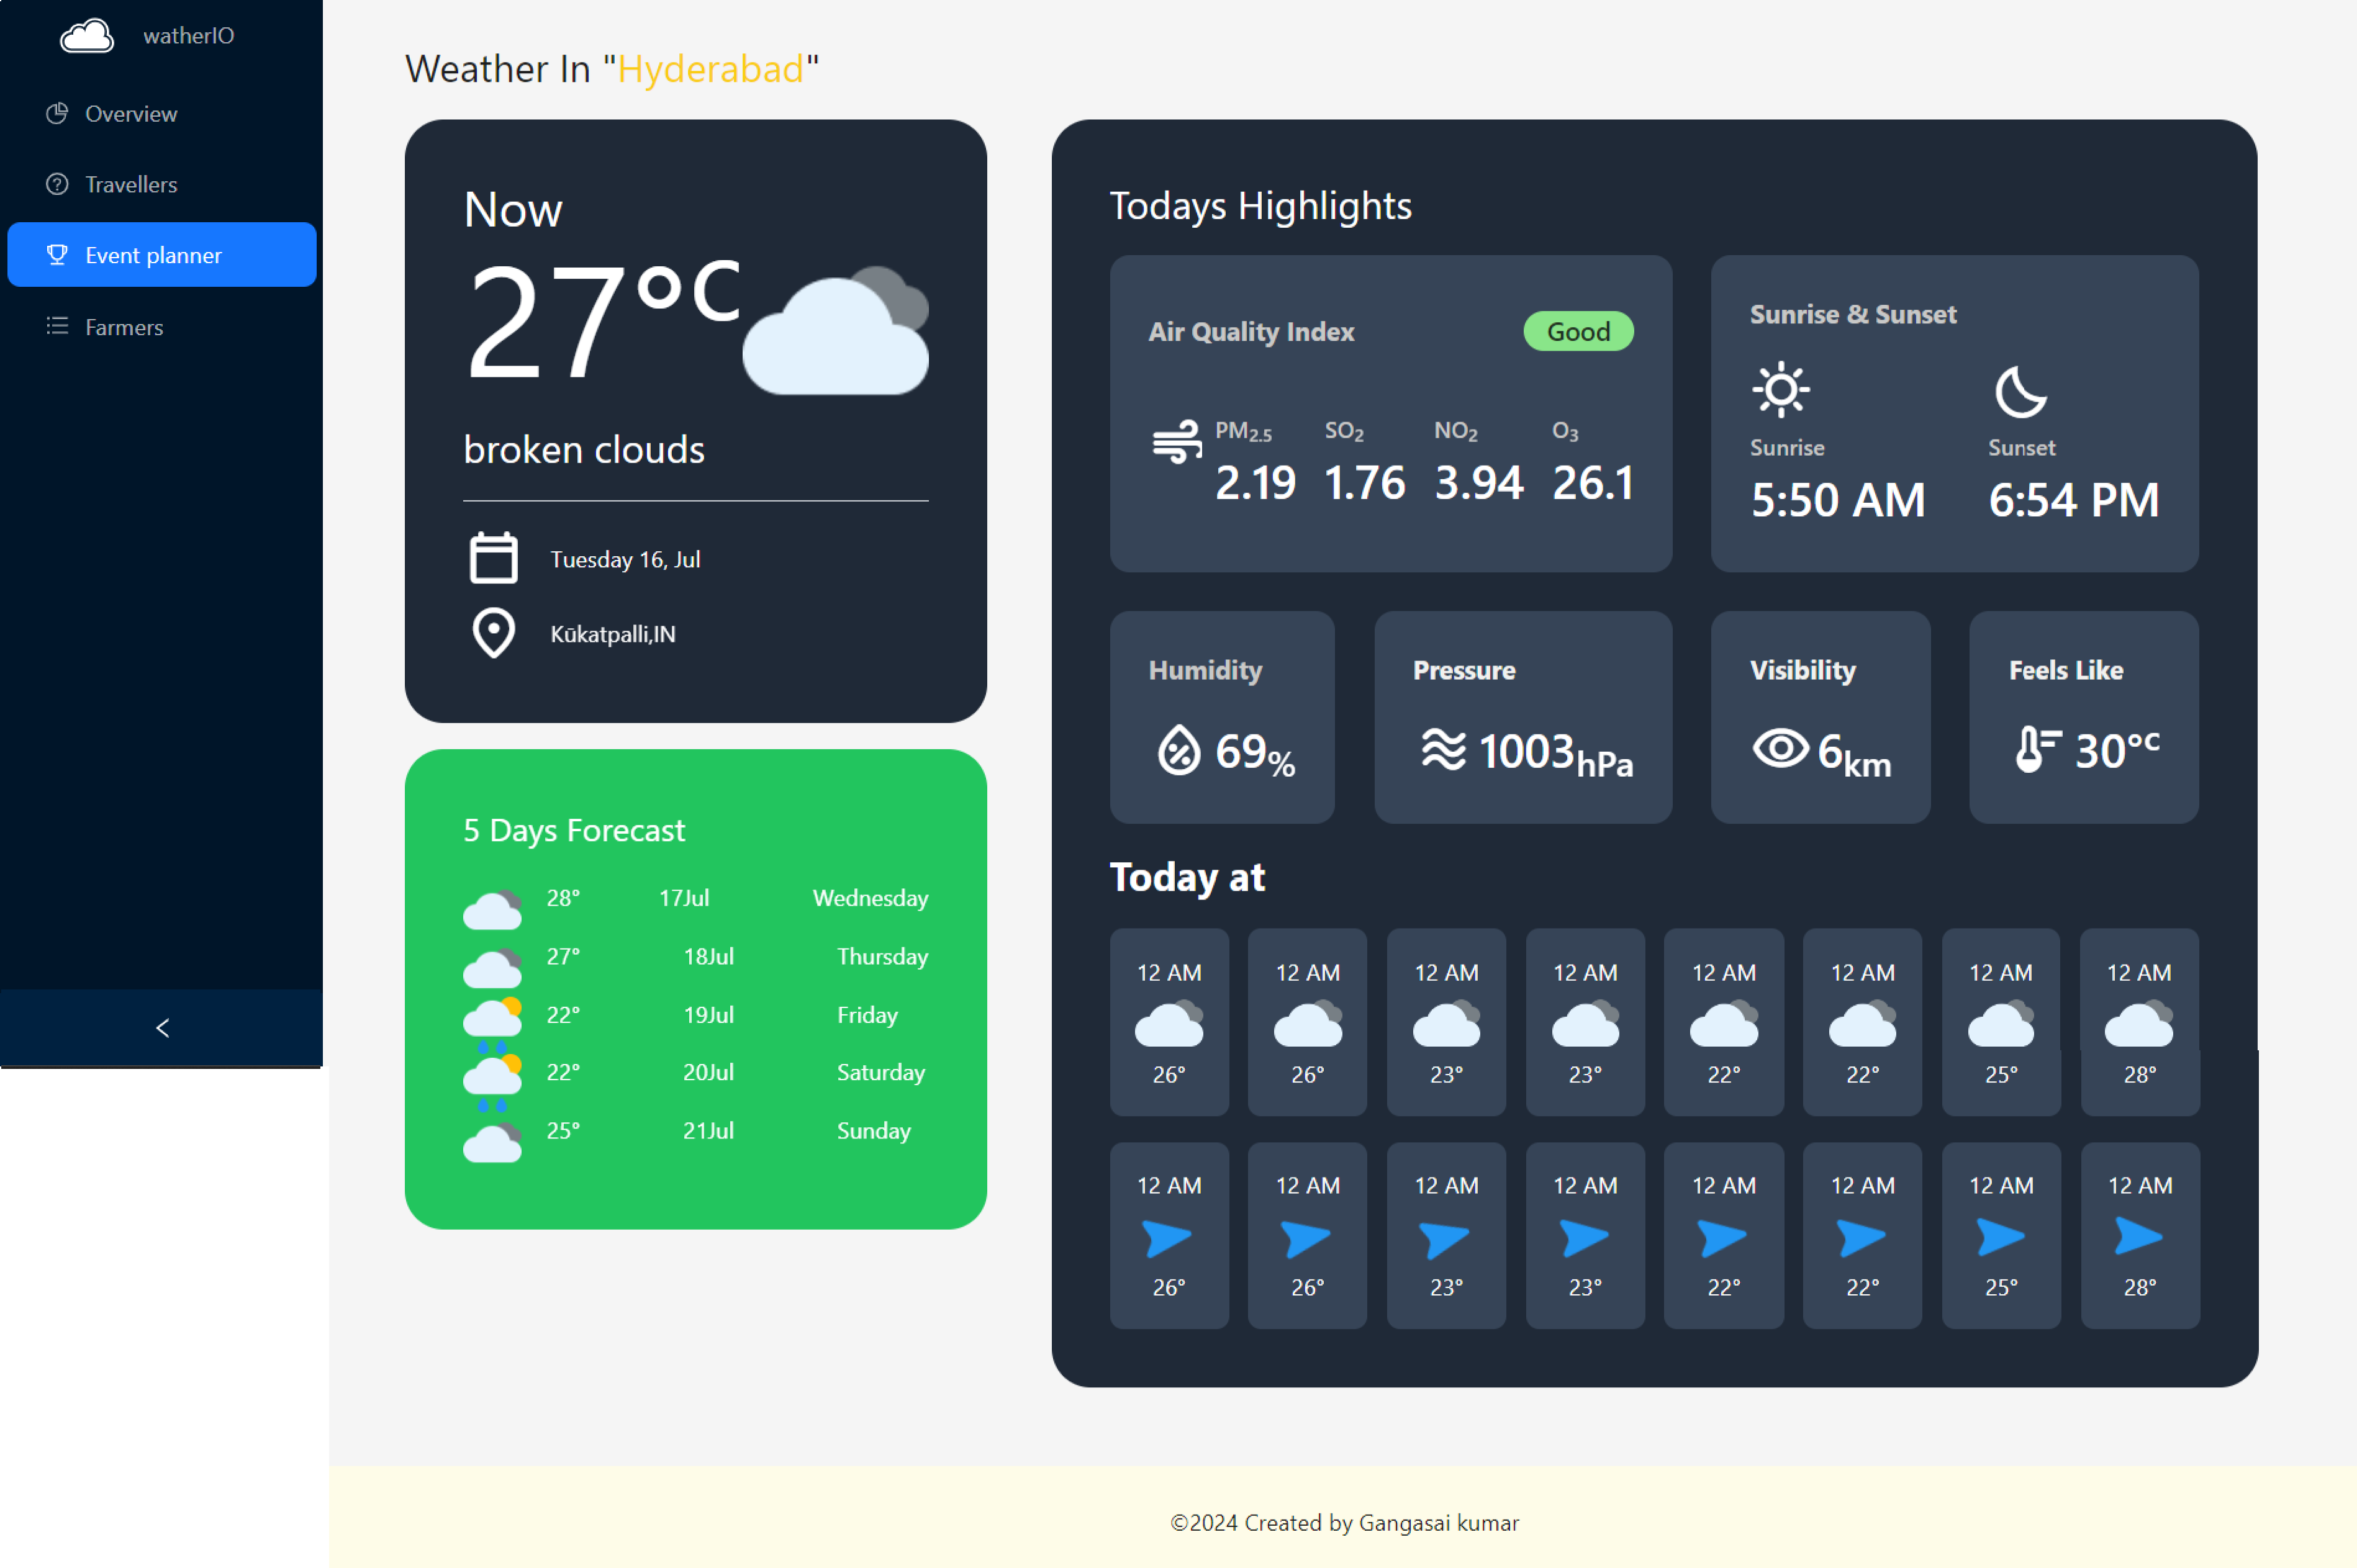 watherIO
Overview
Travellers
Event planner
Farmers
Weather In "Hyderabad"
Now
27°C
broken clouds
Tuesday 16, Jul
Kūkatpalli,IN
5 Days Forecast
28° 17Jul Wednesday
27° 18Jul Thursday
22° 19Jul Friday
22° 20Jul Saturday
25° 21Jul Sunday
Todays Highlights
Air Quality Index Good
PM2.5 SO2 NO2 O3
2.19 1.76 3.94 26.1
Sunrise & Sunset
Sunrise Sunset
5:50 AM 6:54 PM
Humidity
69%
Pressure
1003hPa
Visibility
6km
Feels Like
30°C
Today at
12 AM 12 AM 12 AM 12 AM 12 AM 12 AM 12 AM 12 AM
26° 26° 23° 23° 22° 22° 25° 28°
12 AM 12 AM 12 AM 12 AM 12 AM 12 AM 12 AM 12 AM
26° 26° 23° 23° 22° 22° 25° 28°
©2024 Created by Gangasai kumar